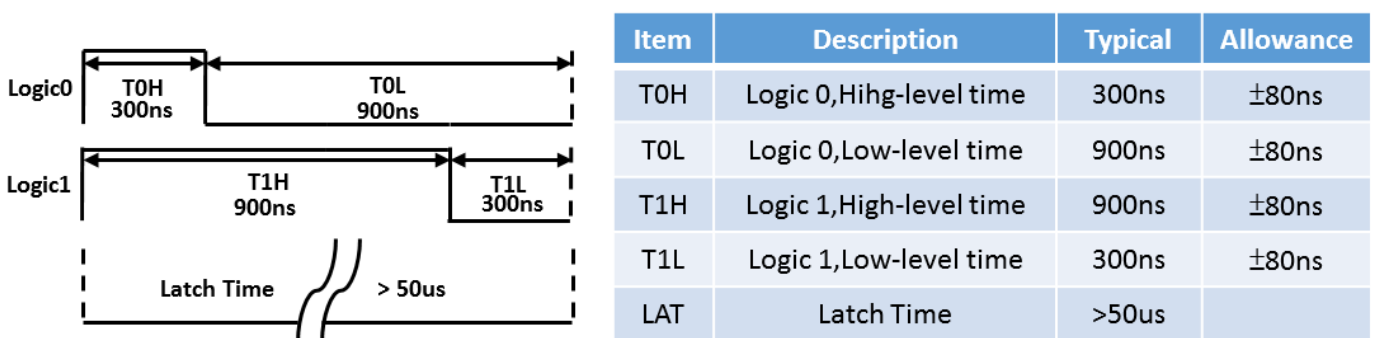 Logic0
T0H
300ns
T0L
900ns
Logic1
T1H
900ns
T1L
300ns
Latch Time > 50us
Item Description Typical Allowance
T0H Logic 0,Hihg-level time 300ns ±80ns
T0L Logic 0,Low-level time 900ns ±80ns
T1H Logic 1,High-level time 900ns ±80ns
T1L Logic 1,Low-level time 300ns ±80ns
LAT Latch Time >50us